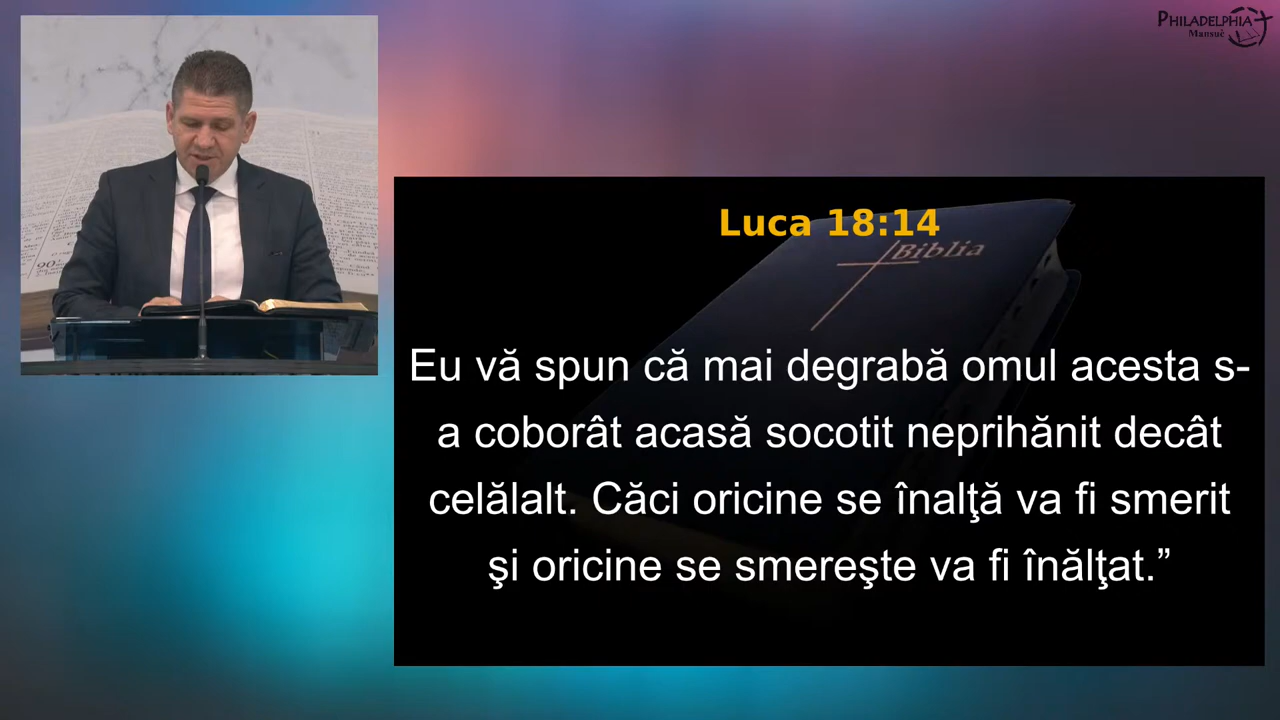 PHILADELPHIA
Mansuè
Luca 18:14
Biblia
Eu vă spun că mai degrabă omul acesta s-
a coborât acasă socotit neprihănit decât
celălalt. Căci oricine se înalţă va fi smerit
şi oricine se smereşte va fi înălţat.”